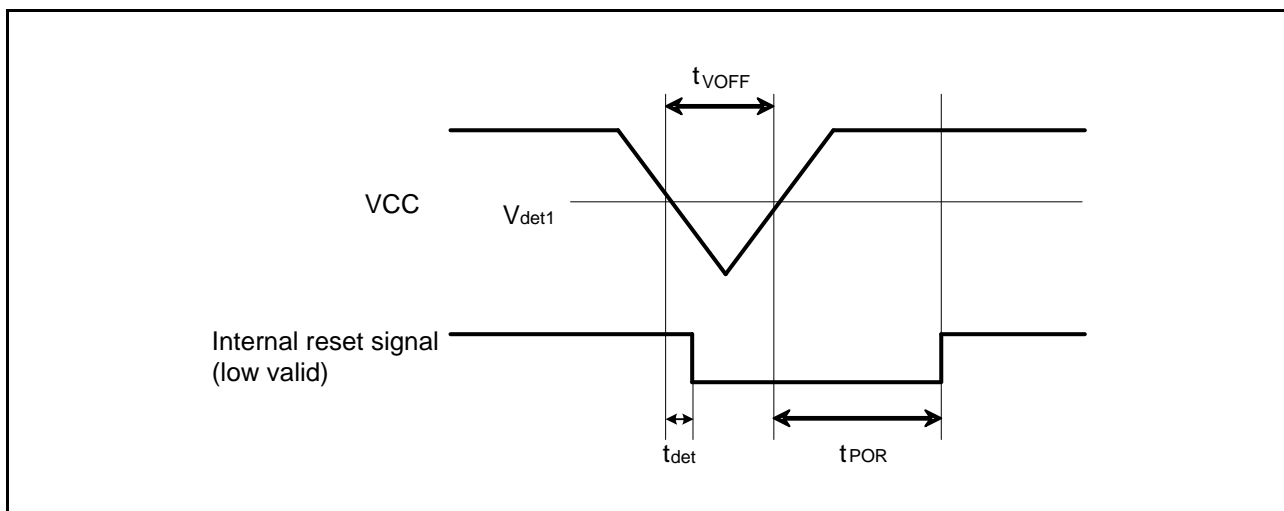 tVOFF
VCC
Vdet1
Internal reset signal
(low valid)
tdet
tPOR